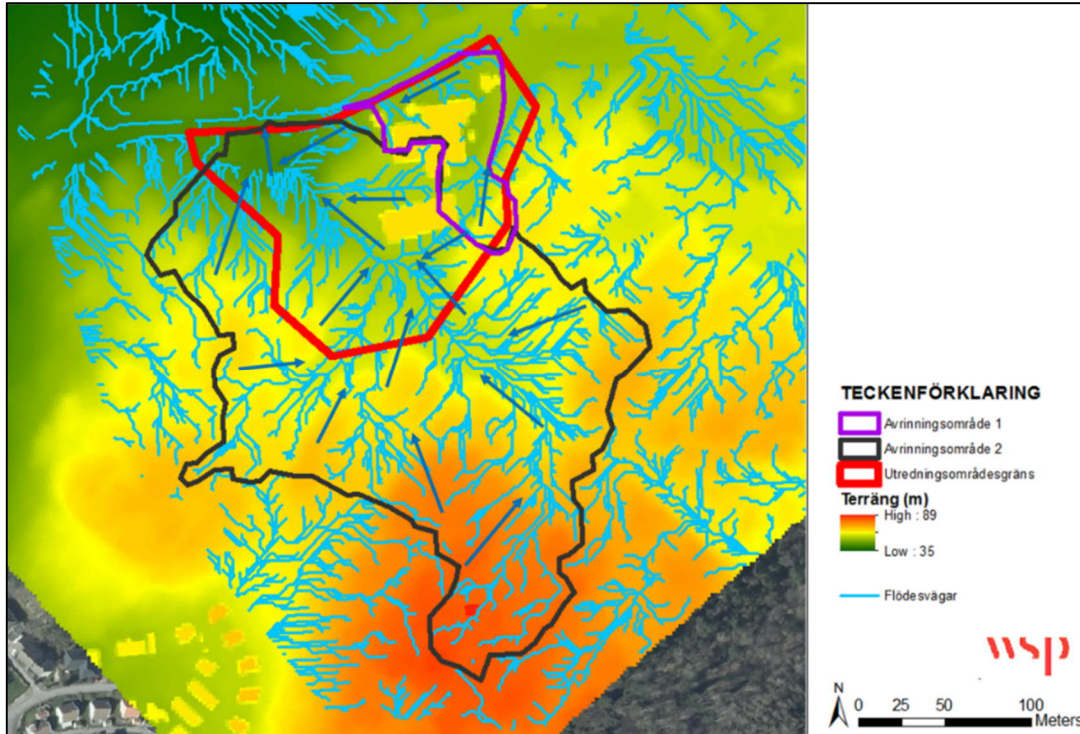 TECKENFÖRKLARING
Avrinningsområde 1
Avrinningsområde 2
Utredningsområdesgräns
Terräng (m)
High : 89
Low : 35
Flödesvägar
wsp
N
0 25 50 100
Meters